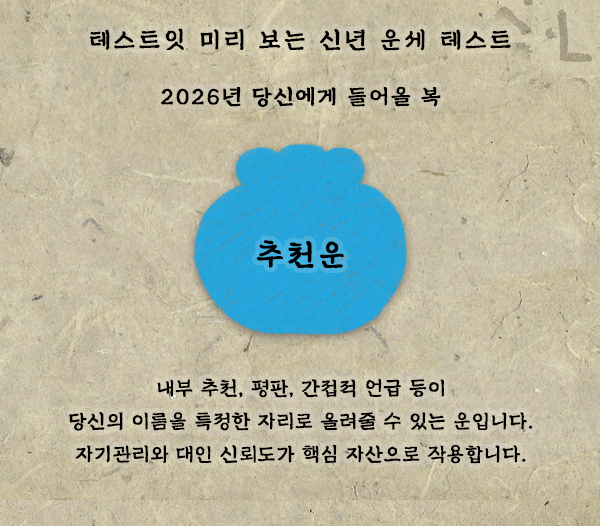 테스트잇 미리 보는 신년 운세 테스트
2026년 당신에게 들어올 복
추천운
내부 추천, 평판, 간접적 언급 등이
당신의 이름을 특정한 자리로 올려줄 수 있는 운입니다.
자기관리와 대인 신뢰도가 핵심 자산으로 작용합니다.